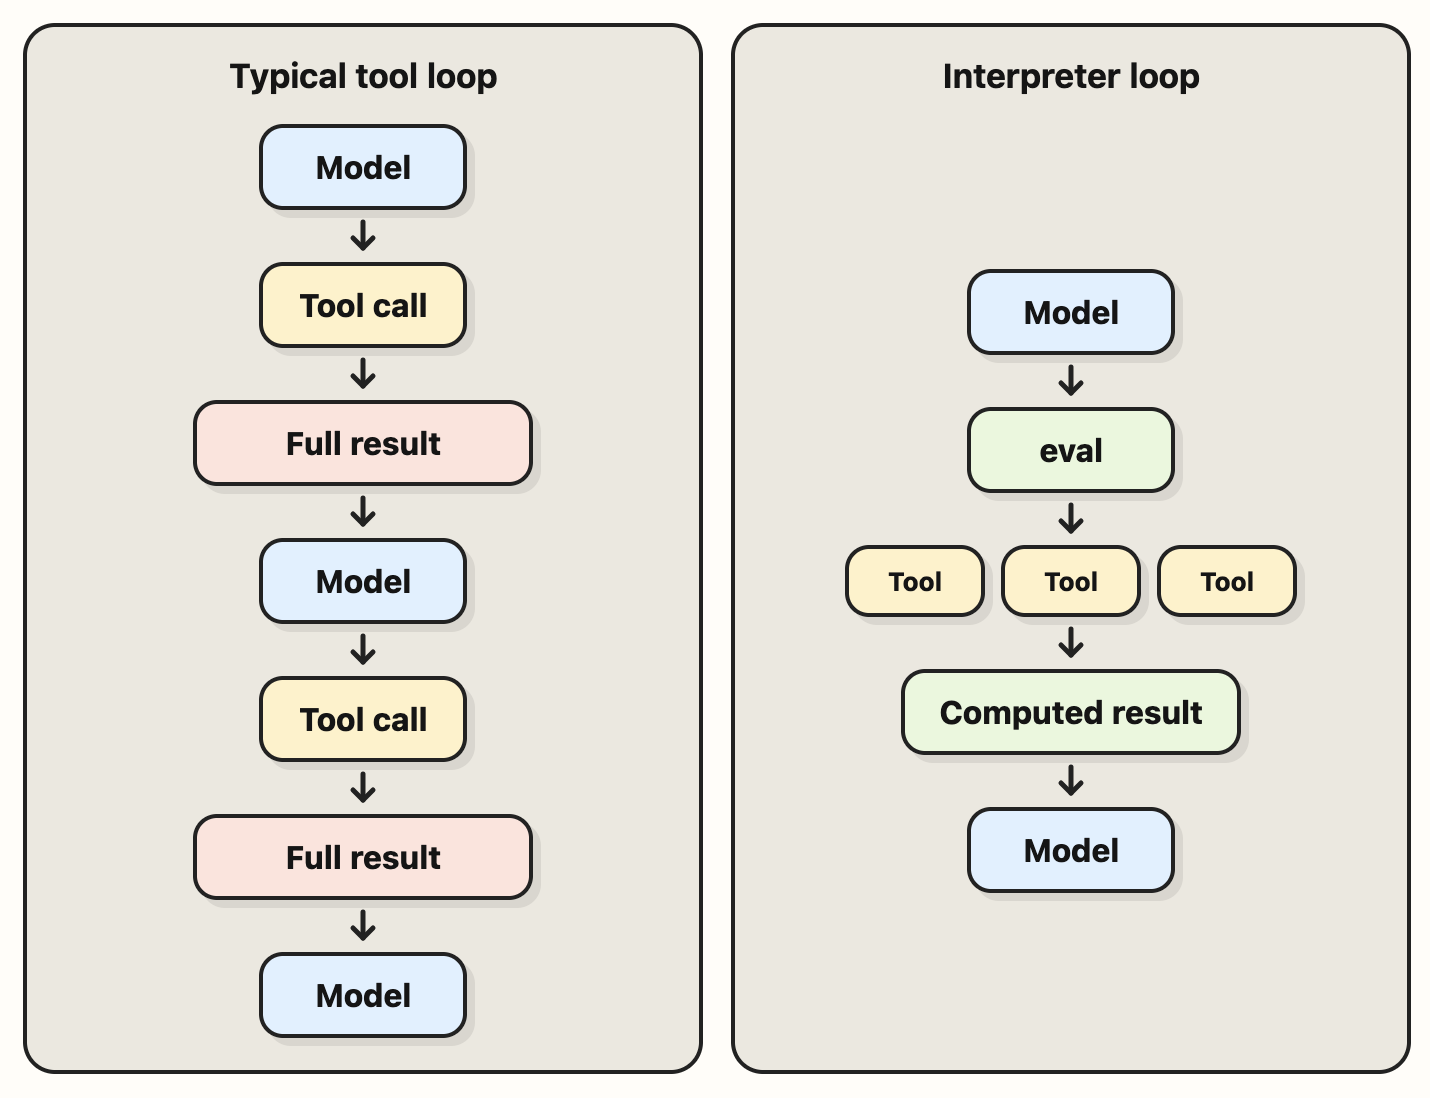 Typical tool loop
Model
Tool call
Full result
Model
Tool call
Full result
Model
Interpreter loop
Model
eval
Tool Tool Tool
Computed result
Model